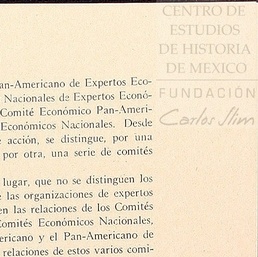 CENTRO DE
ESTUDIOS
DE HISTORIA
DE MEXICO
FUNDACIÓN
Carlos Slim
an-Americano de Expertos Eco-
Nacionales de Expertos Econó-
Comité Económico Pan-Ameri-
Económicos Nacionales. Desde
acción, se distingue, por una
por otra, una serie de comités
lugar, que no se distinguen los
e las organizaciones de expertos
en las relaciones de los Comités
omités Económicos Nacionales,
ericano y el Pan-Americano de
relaciones de estos varios comi-